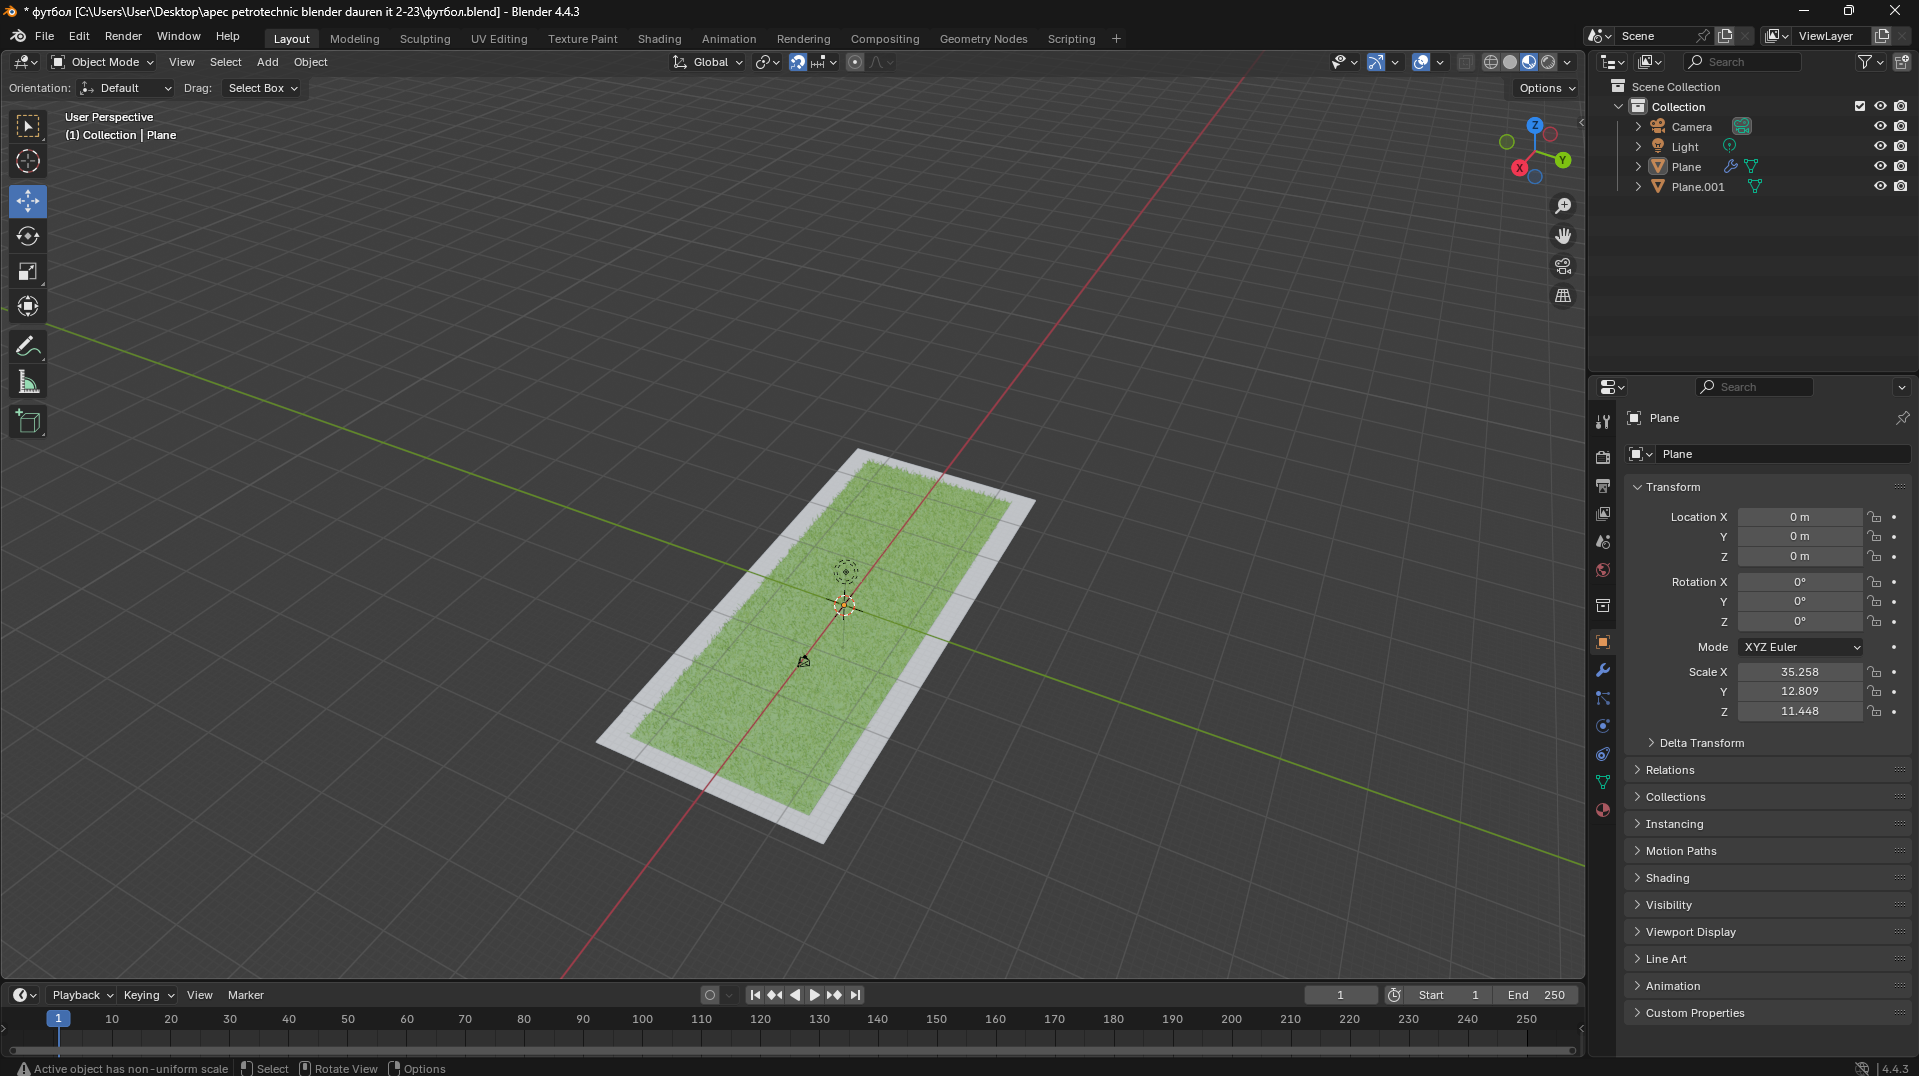 * футбол [C:\Users\User\Desktop\apec petrotechnic blender dauren it 2-23\футбол.blend] - Blender 4.4.3
File Edit Render Window Help
Layout Modeling Sculpting UV Editing Texture Paint Shading Animation Rendering Compositing Geometry Nodes Scripting +
Scene
ViewLayer
Object Mode View Select Add Object
Global
Orientation: Default Drag: Select Box
Options
User Perspective
(1) Collection | Plane
Z
Y
X
Search
Scene Collection
Collection
Camera
Light
Plane
Plane.001
Search
Plane
Plane
Transform
Location X 0 m
Y 0 m
Z 0 m
Rotation X 0°
Y 0°
Z 0°
Mode XYZ Euler
Scale X 35.258
Y 12.809
Z 11.448
Delta Transform
Relations
Collections
Instancing
Motion Paths
Shading
Visibility
Viewport Display
Line Art
Animation
Custom Properties
Playback Keying View Marker
1
Start 1
End 250
1 10 20 30 40 50 60 70 80 90 100 110 120 130 140 150 160 170 180 190 200 210 220 230 240 250
Active object has non-uniform scale
Select
Rotate View
Options
4.4.3